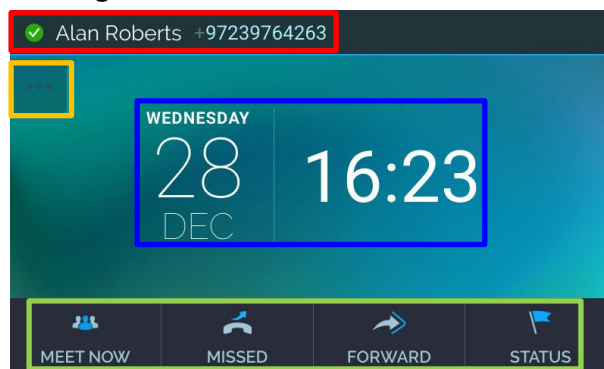 Alan Roberts +97239764263
WEDNESDAY
28
DEC
16:23
MEET NOW
MISSED
FORWARD
STATUS